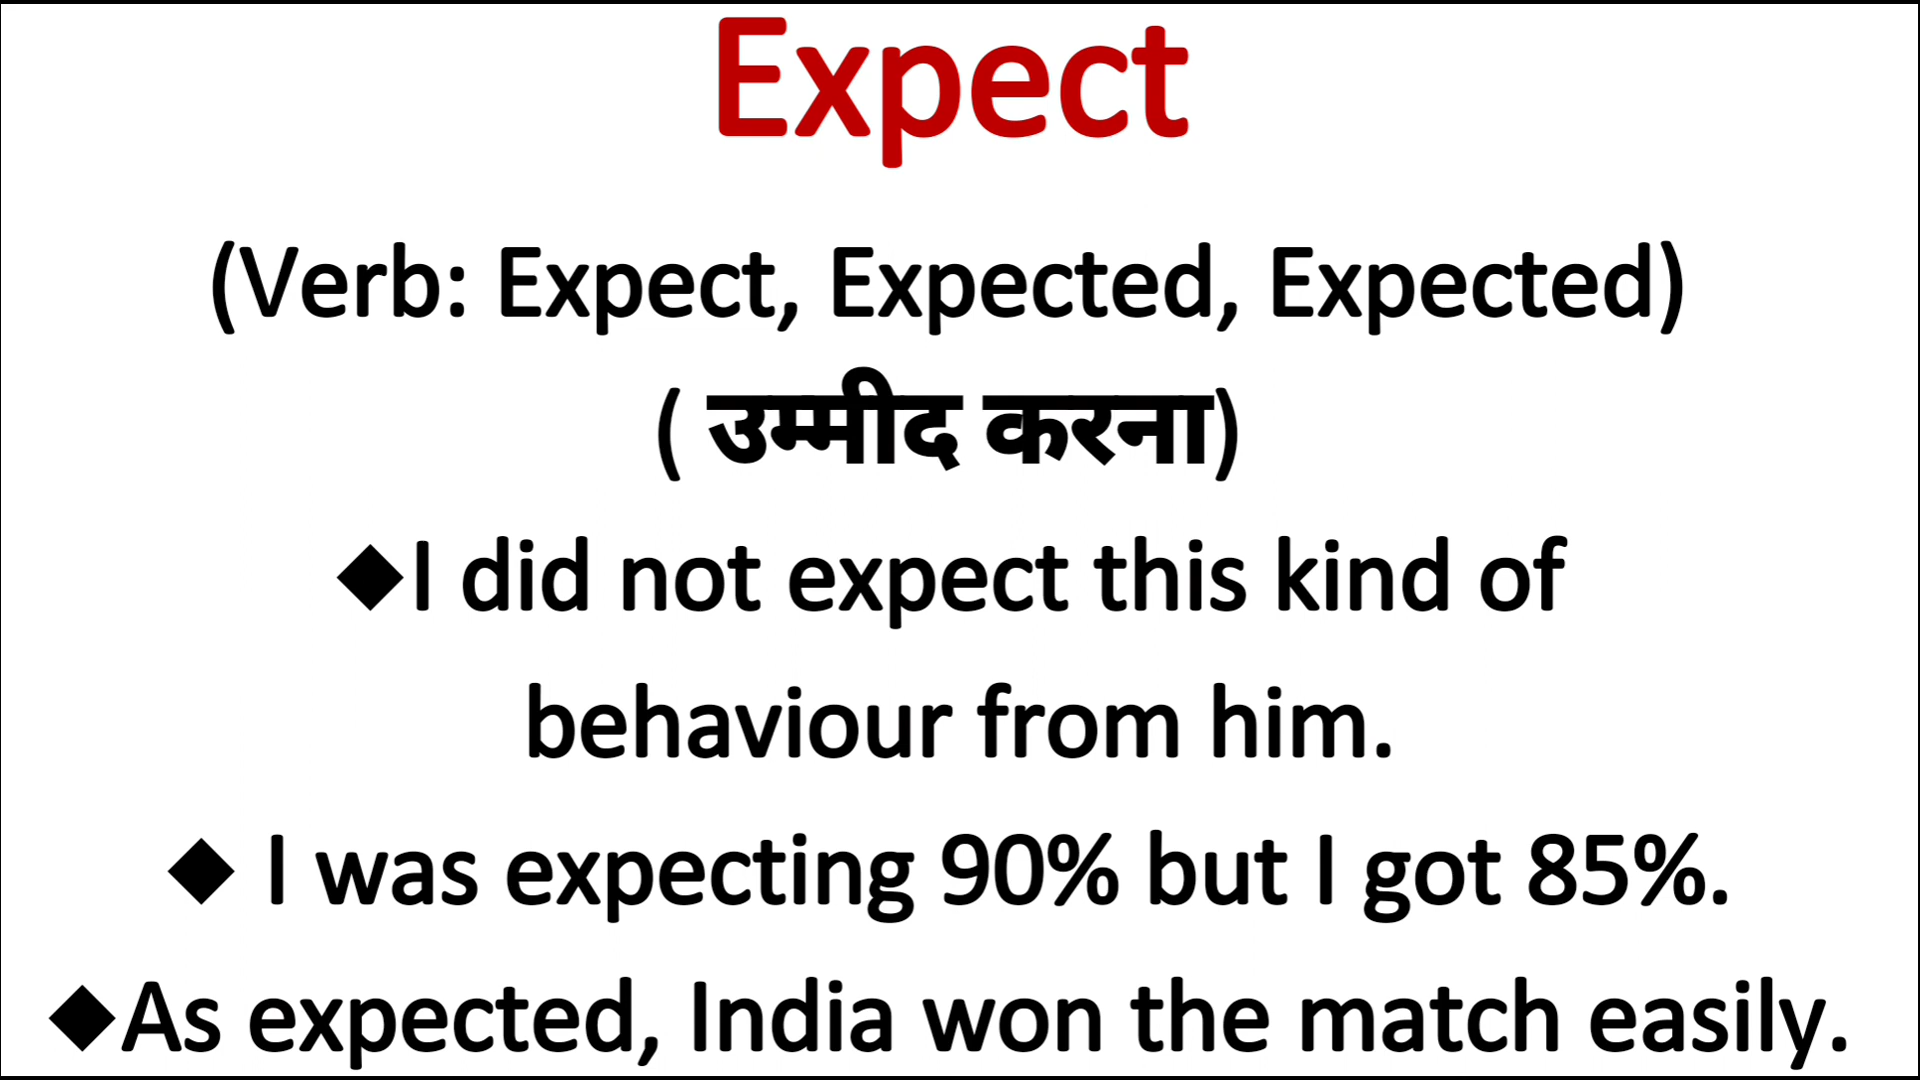 Expect
(Verb: Expect, Expected, Expected)
( उम्मीद करना)
◆I did not expect this kind of
behaviour from him.
◆ I was expecting 90% but I got 85%.
◆As expected, India won the match easily.